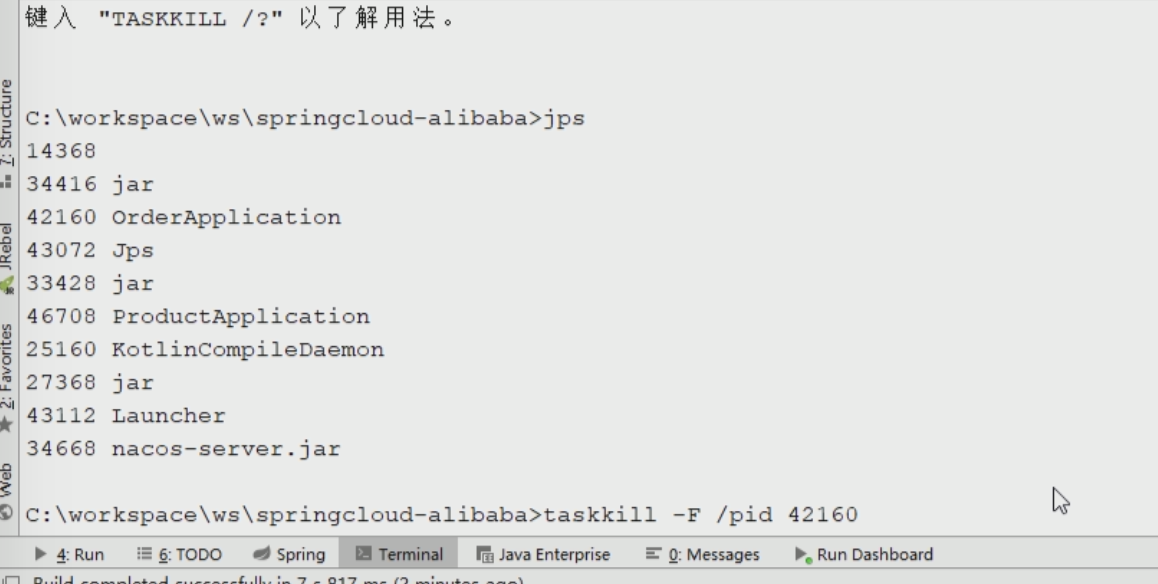 键入 "TASKKILL /?" 以了解用法。
C:\workspace\ws\springcloud-alibaba>jps
14368
34416 jar
42160 OrderApplication
43072 Jps
33428 jar
46708 ProductApplication
25160 KotlinCompileDaemon
27368 jar
43112 Launcher
34668 nacos-server.jar
C:\workspace\ws\springcloud-alibaba>taskkill -F /pid 42160
7: Structure
JRebel
2: Favorites
Web
4: Run
6: TODO
Spring
Terminal
Java Enterprise
0: Messages
Run Dashboard
Build completed successfully in 7 s 817 ms (2 minutes ago)